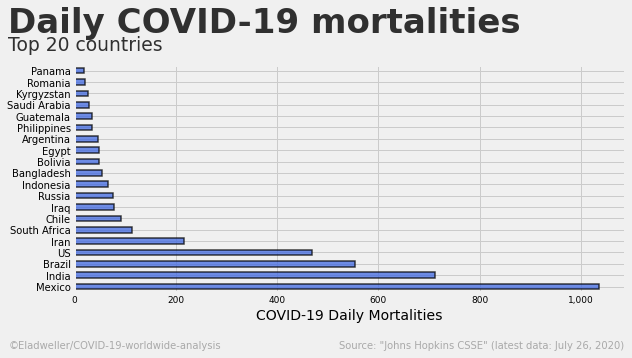 Daily COVID-19 mortalities
Top 20 countries
Panama
Romania
Kyrgyzstan
Saudi Arabia
Guatemala
Philippines
Argentina
Egypt
Bolivia
Bangladesh
Indonesia
Russia
Iraq
Chile
South Africa
Iran
US
Brazil
India
Mexico
0 200 400 600 800 1,000
COVID-19 Daily Mortalities
©Eladweller/COVID-19-worldwide-analysis
Source: "Johns Hopkins CSSE" (latest data: July 26, 2020)